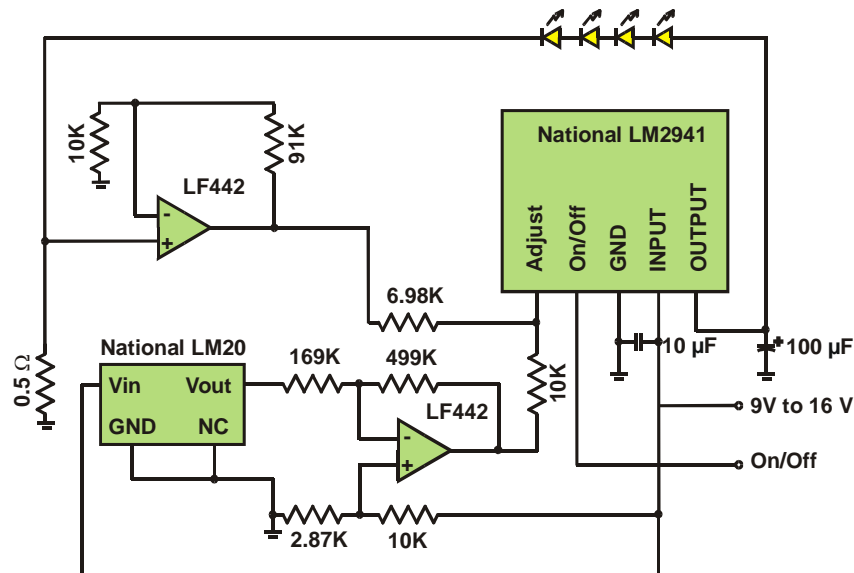 10K
91K
LF442
-
+
National LM2941
Adjust
On/Off
GND
INPUT
OUTPUT
6.98K
10 µF
+
100 µF
0.5 Ω
National LM20
Vin
Vout
GND
NC
169K
499K
10K
LF442
-
+
9V to 16 V
On/Off
2.87K
10K